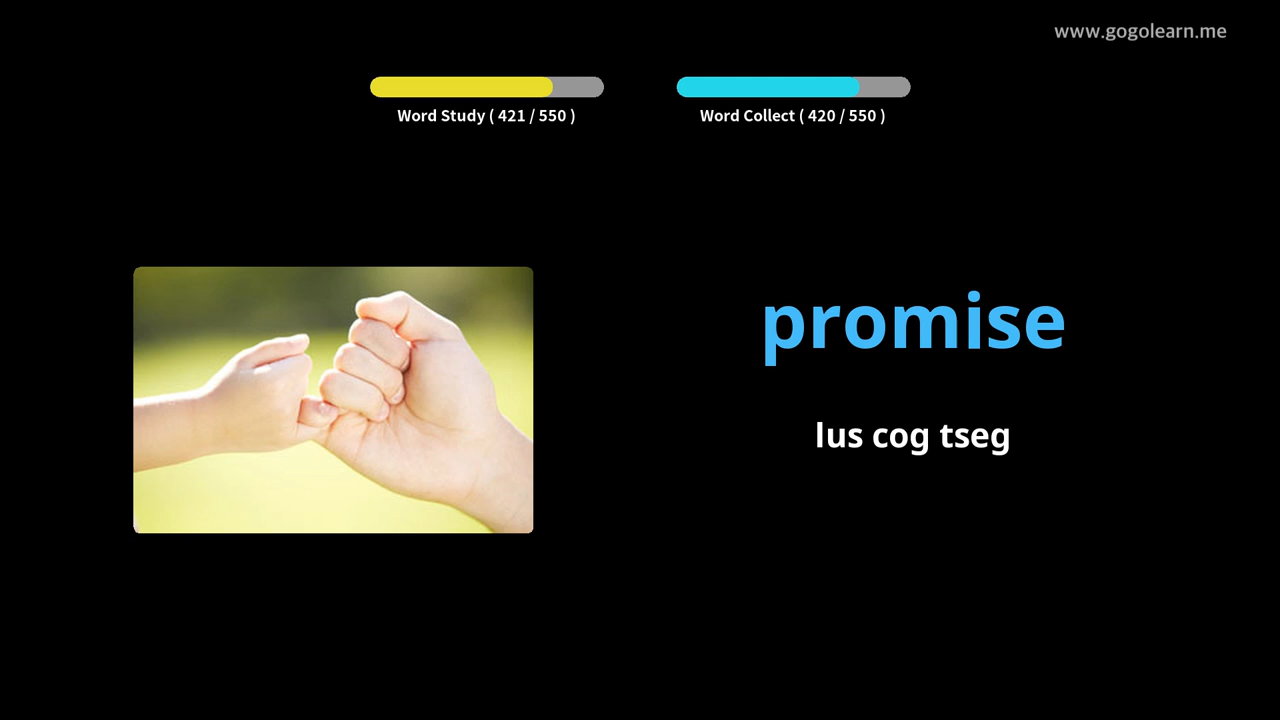 www.gogolearn.me
Word Study ( 421 / 550 )
Word Collect ( 420 / 550 )
promise
lus cog tseg